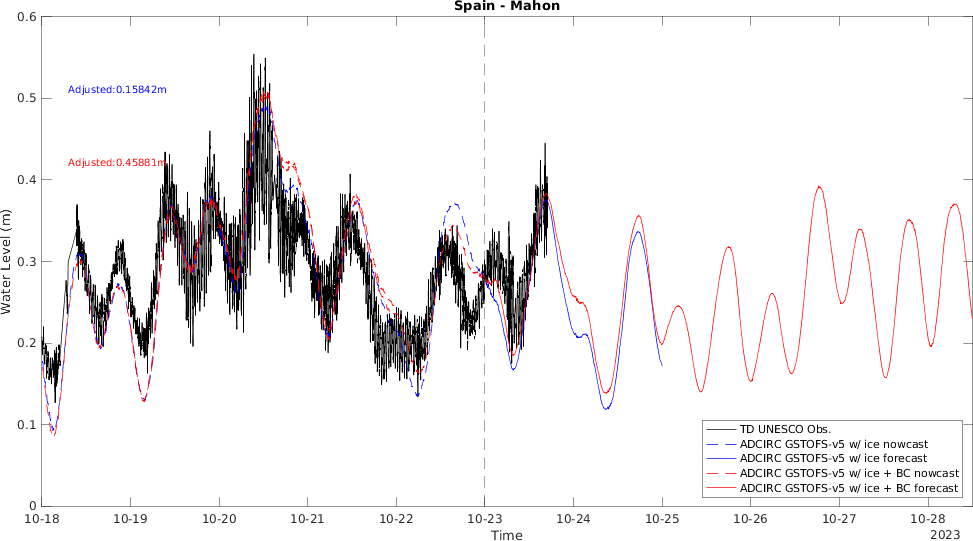 Spain - Mahon
0.6
0.5
0.4
0.3
0.2
0.1
0
Water Level (m)
Adjusted:0.15842m
Adjusted:0.45881m
TD UNESCO Obs.
ADCIRC GSTOFS-v5 w/ ice nowcast
ADCIRC GSTOFS-v5 w/ ice forecast
ADCIRC GSTOFS-v5 w/ ice + BC nowcast
ADCIRC GSTOFS-v5 w/ ice + BC forecast
10-18 10-19 10-20 10-21 10-22 10-23 10-24 10-25 10-26 10-27 10-28
Time
2023